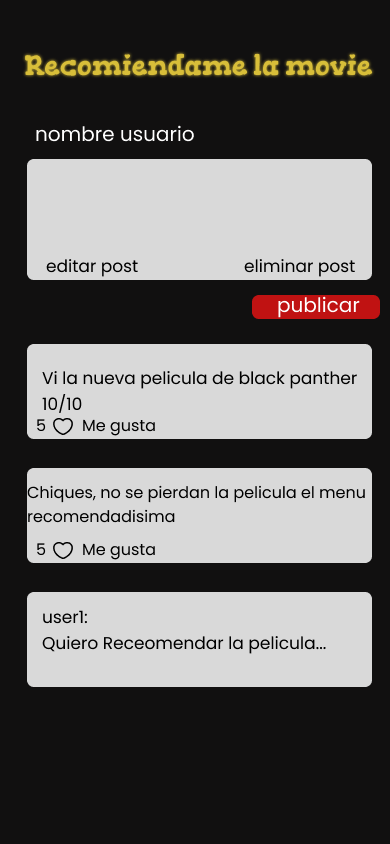 Recomiendame la movie
nombre usuario
editar post eliminar post
publicar
Vi la nueva pelicula de black panther
10/10
5 Me gusta
Chiques, no se pierdan la pelicula el menu
recomendadisima
5 Me gusta
user1:
Quiero Receomendar la pelicula...